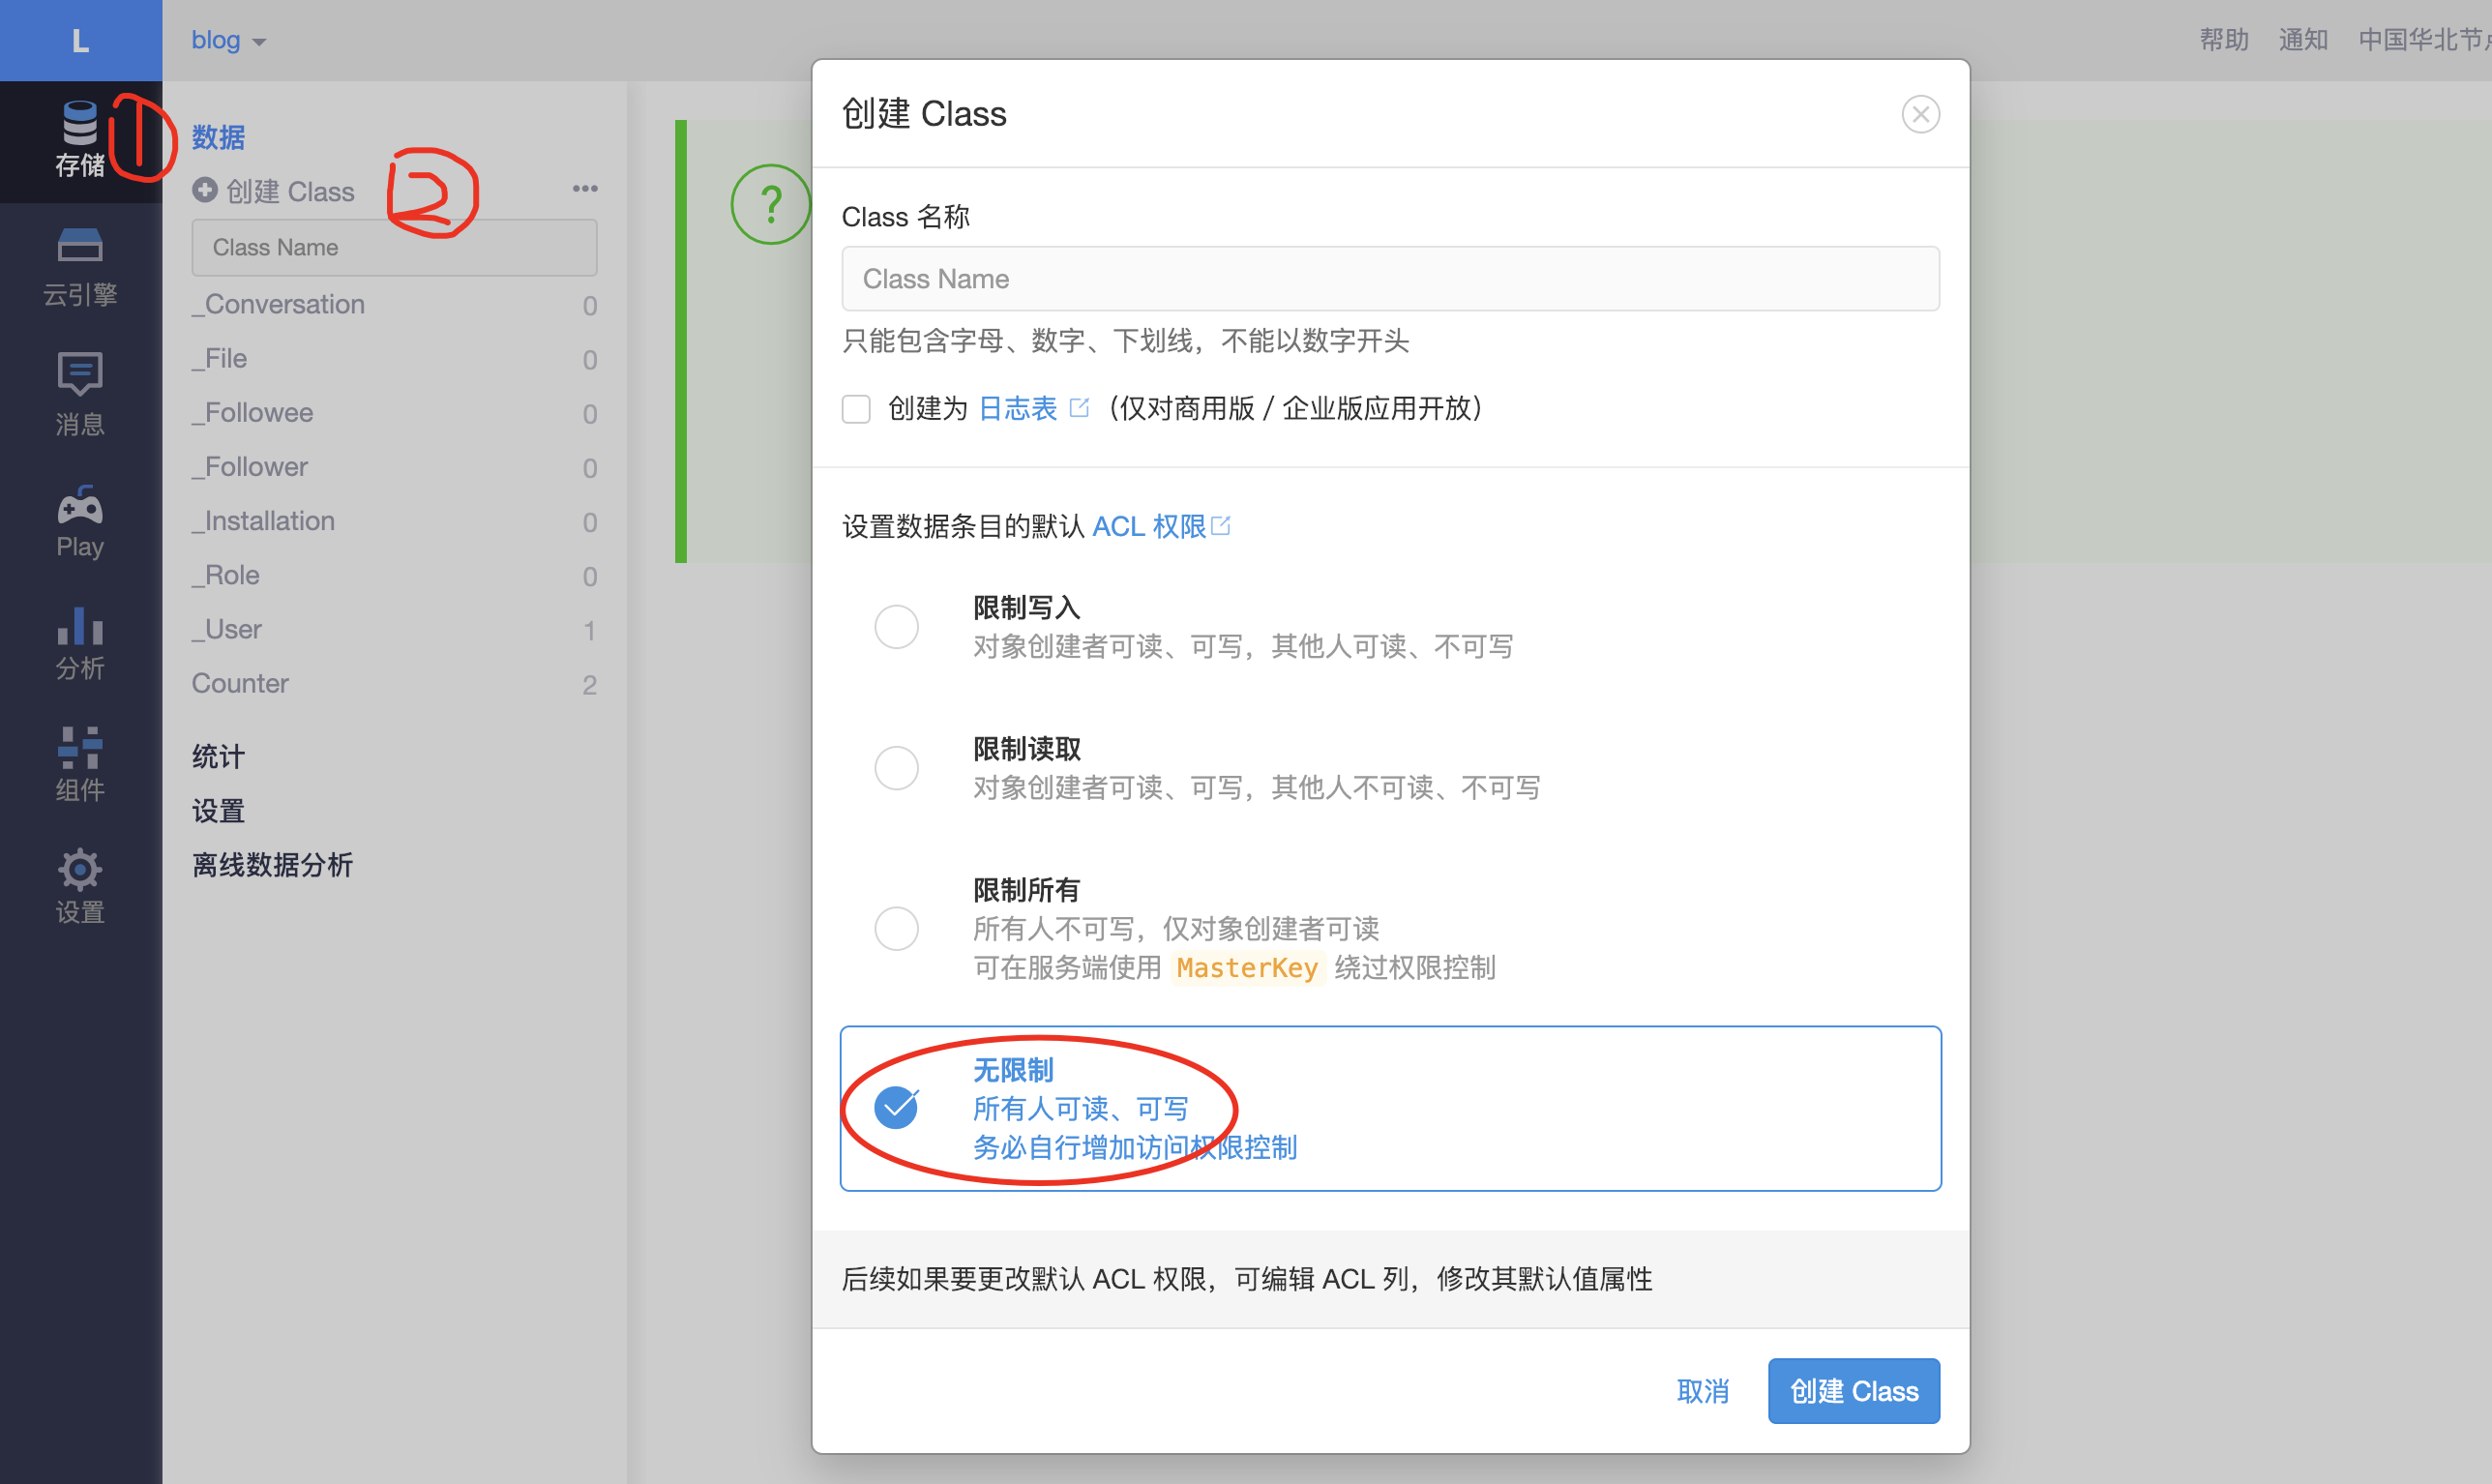 L
blog
帮助 通知 中国华北节
存储
云引擎
消息
Play
分析
组件
设置
1
数据
创建 Class
2
Class Name
_Conversation 0
_File 0
_Followee 0
_Follower 0
_Installation 0
_Role 0
_User 1
Counter 2
统计
设置
离线数据分析
?
创建 Class
Class 名称
Class Name
只能包含字母、数字、下划线，不能以数字开头
创建为 日志表 （仅对商用版 / 企业版应用开放）
设置数据条目的默认 ACL 权限
限制写入
对象创建者可读、可写，其他人可读、不可写
限制读取
对象创建者可读、可写，其他人不可读、不可写
限制所有
所有人不可写，仅对象创建者可读
可在服务端使用 MasterKey 绕过权限控制
无限制
所有人可读、可写
务必自行增加访问权限控制
后续如果要更改默认 ACL 权限，可编辑 ACL 列，修改其默认值属性
取消
创建 Class